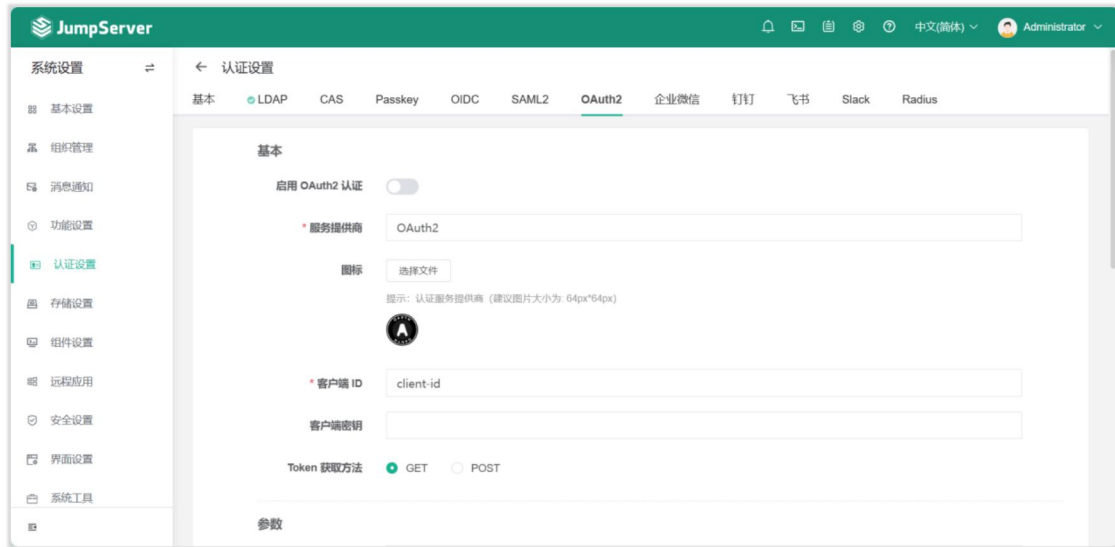 JumpServer
中文(简体)
Administrator
系统设置
认证设置
基本 LDAP CAS Passkey OIDC SAML2 OAuth2 企业微信 钉钉 飞书 Slack Radius
基本设置
组织管理
消息通知
功能设置
认证设置
存储设置
组件设置
远程应用
安全设置
界面设置
系统工具
基本
启用 OAuth2 认证
* 服务提供商 OAuth2
图标 选择文件
提示：认证服务提供商（建议图片大小为: 64px*64px）
* 客户端 ID client-id
客户端密钥
Token 获取方法 GET POST
参数